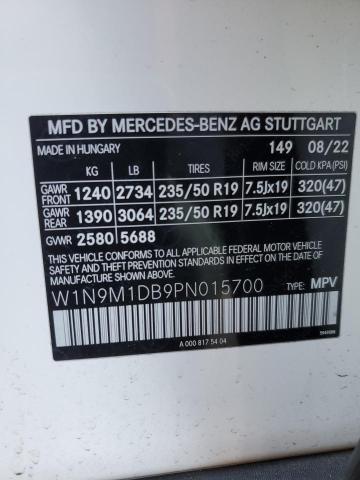 MFD BY MERCEDES-BENZ AG STUTTGART
MADE IN HUNGARY 149 08/22
KG LB TIRES RIM SIZE COLD KPA(PSI)
GAWR FRONT 1240 2734 235/50 R19 7.5Jx19 320(47)
GAWR REAR 1390 3064 235/50 R19 7.5Jx19 320(47)
GVWR 2580 5688
THIS VEHICLE CONFORMS TO ALL APPLICABLE
FEDERAL MOTOR VEHICLE SAFETY STANDARDS
IN EFFECT ON THE DATE OF MANUFACTURE
SHOWN ABOVE.
W1N9M1DB9PN015700 TYPE: MPV
A 000 817 54 04